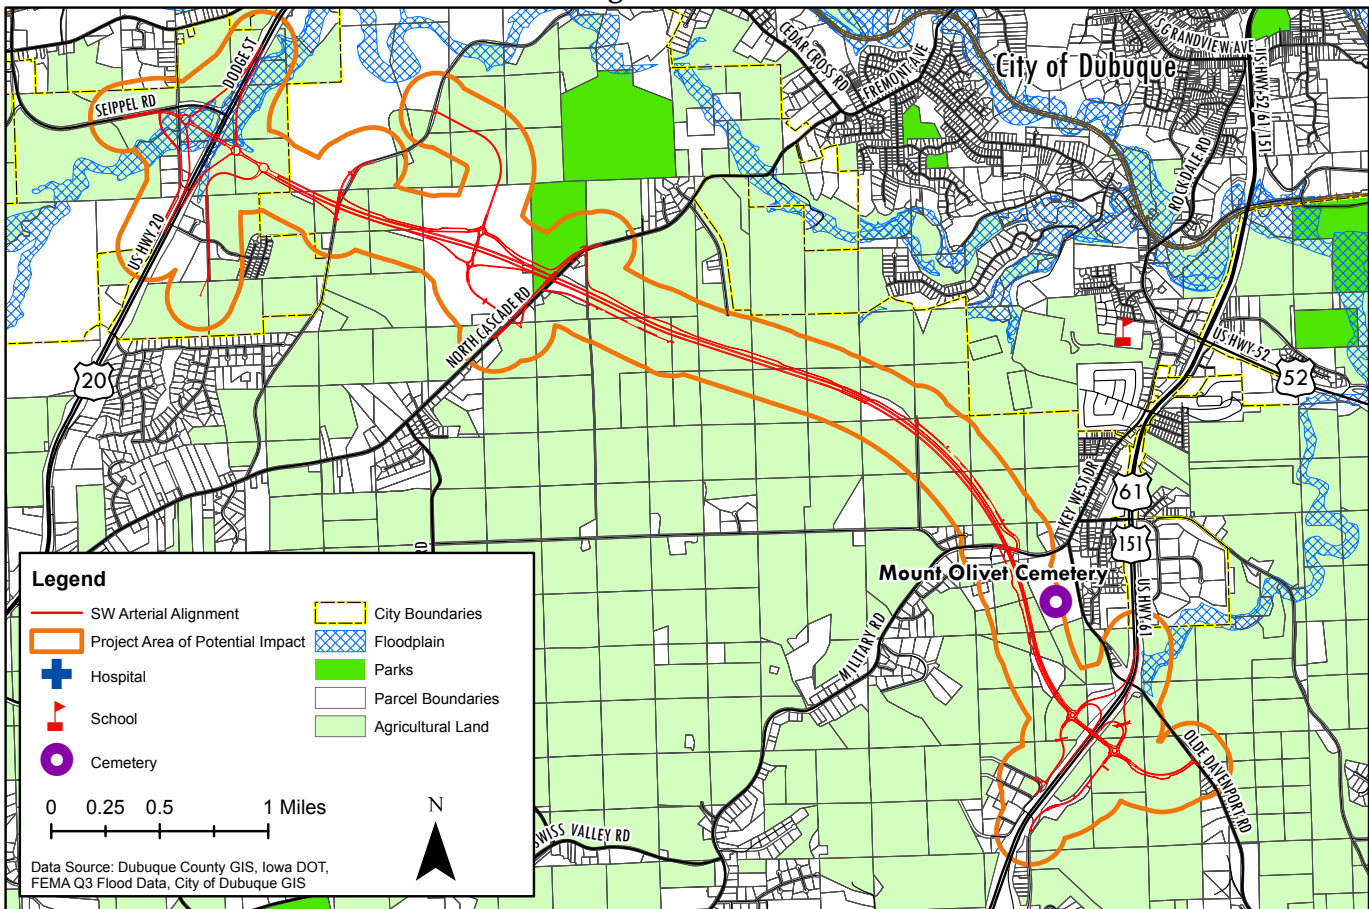 CEDAR CROSS RD
FREMONT AVE
City of Dubuque
S GRANDVIEW AVE
US HWY 52/61/151
DODGE ST
SEIPPEL RD
ROCKDALE RD
US HWY 20
NORTH CASCADE RD
US HWY 52
20
52
KEY WEST DR
61
151
RD
Mount Olivet Cemetery
US HWY 61
MILITARY RD
OLDE DAVENPORT RD
SWISS VALLEY RD
Legend
SW Arterial Alignment
Project Area of Potential Impact
Hospital
School
Cemetery
City Boundaries
Floodplain
Parks
Parcel Boundaries
Agricultural Land
0 0.25 0.5 1 Miles
N
Data Source: Dubuque County GIS, Iowa DOT,
FEMA Q3 Flood Data, City of Dubuque GIS